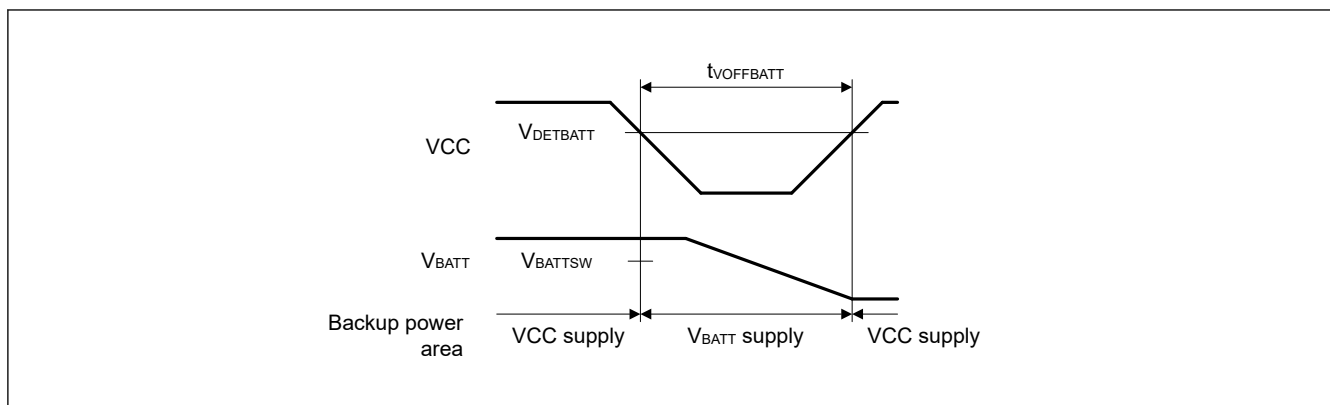 tVOFFBATT
VDETBATT
VCC
VBATT
VBATTSW
Backup power
area
VCC supply
VBATT supply
VCC supply